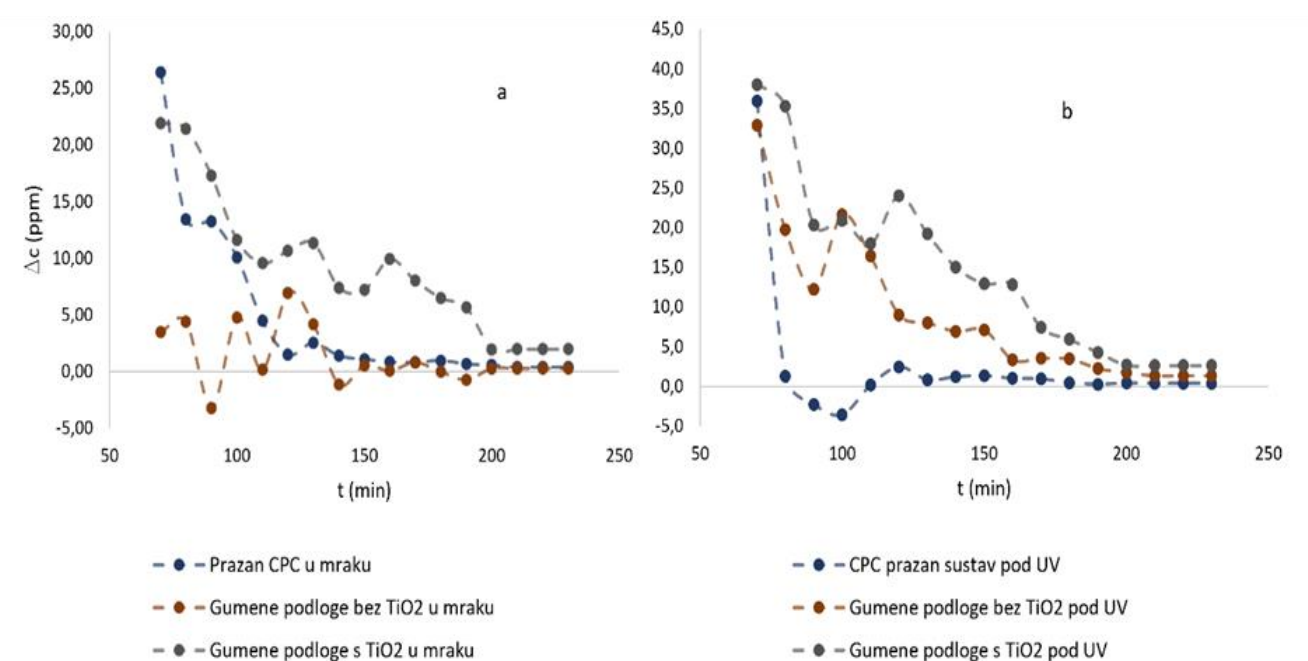 30,00
25,00
20,00
15,00
10,00
5,00
0,00
-5,00
Δc (ppm)
a
50 100 150 200 250
t (min)
Prazan CPC u mraku
Gumene podloge bez TiO2 u mraku
Gumene podloge s TiO2 u mraku
45,0
40,0
35,0
30,0
25,0
20,0
15,0
10,0
5,0
0,0
-5,0
b
50 100 150 200 250
t (min)
CPC prazan sustav pod UV
Gumene podloge bez TiO2 pod UV
Gumene podloge s TiO2 pod UV